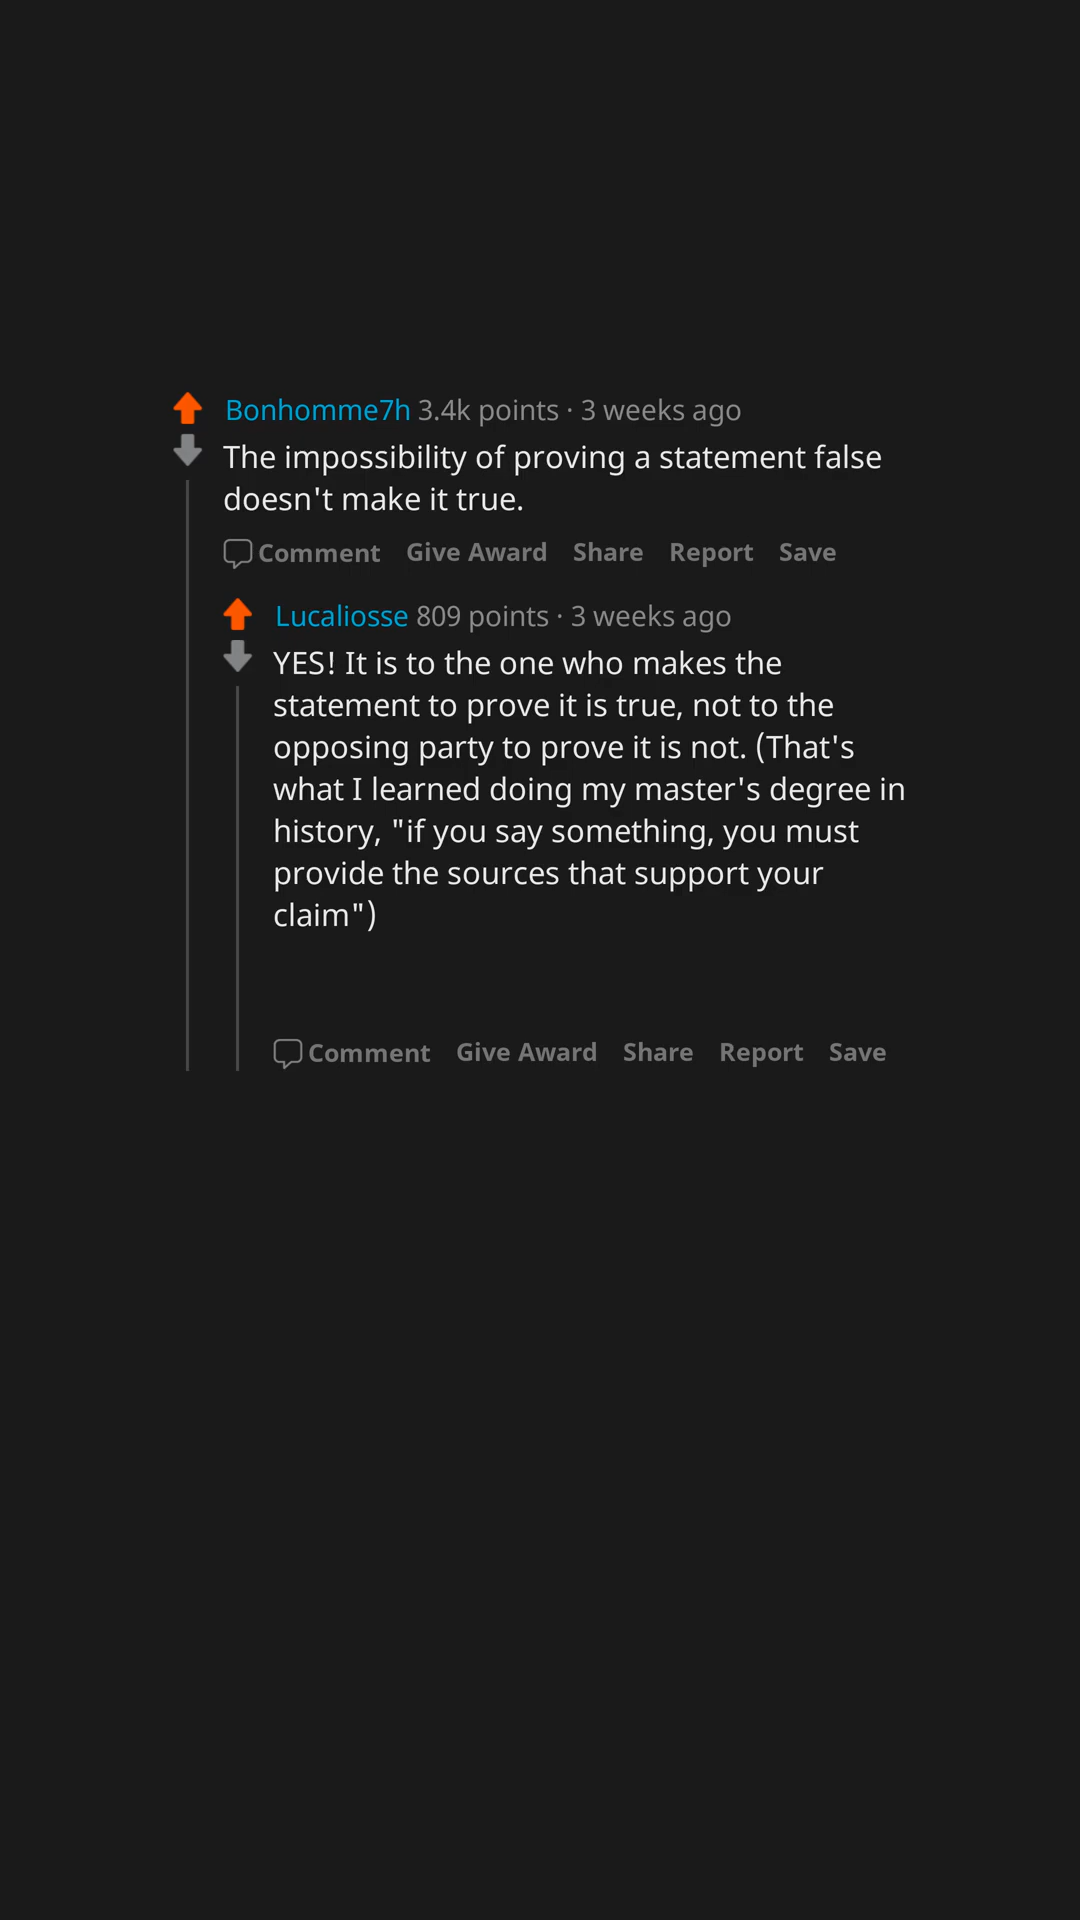 Bonhomme7h 3.4k points · 3 weeks ago
The impossibility of proving a statement false
doesn't make it true.
Comment Give Award Share Report Save
Lucaliosse 809 points · 3 weeks ago
YES! It is to the one who makes the
statement to prove it is true, not to the
opposing party to prove it is not. (That's
what I learned doing my master's degree in
history, "if you say something, you must
provide the sources that support your
claim")
Comment Give Award Share Report Save